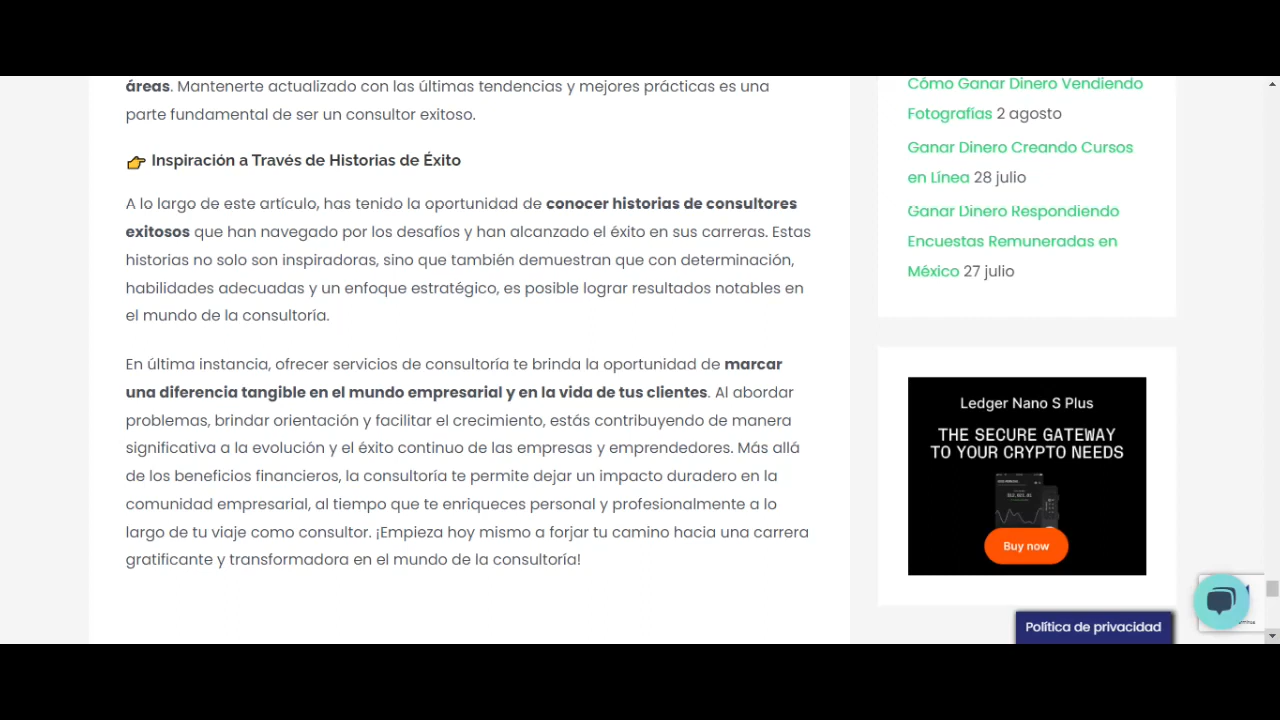 áreas. Mantenerte actualizado con las últimas tendencias y mejores prácticas es una
parte fundamental de ser un consultor exitoso.
👉 Inspiración a Través de Historias de Éxito
A lo largo de este artículo, has tenido la oportunidad de conocer historias de consultores
exitosos que han navegado por los desafíos y han alcanzado el éxito en sus carreras. Estas
historias no solo son inspiradoras, sino que también demuestran que con determinación,
habilidades adecuadas y un enfoque estratégico, es posible lograr resultados notables en
el mundo de la consultoría.
En última instancia, ofrecer servicios de consultoría te brinda la oportunidad de marcar
una diferencia tangible en el mundo empresarial y en la vida de tus clientes. Al abordar
problemas, brindar orientación y facilitar el crecimiento, estás contribuyendo de manera
significativa a la evolución y el éxito continuo de las empresas y emprendedores. Más allá
de los beneficios financieros, la consultoría te permite dejar un impacto duradero en la
comunidad empresarial, al tiempo que te enriqueces personal y profesionalmente a lo
largo de tu viaje como consultor. ¡Empieza hoy mismo a forjar tu camino hacia una carrera
gratificante y transformadora en el mundo de la consultoría!
Cómo Ganar Dinero Vendiendo
Fotografías 2 agosto
Ganar Dinero Creando Cursos
en Línea 28 julio
Ganar Dinero Respondiendo
Encuestas Remuneradas en
México 27 julio
Ledger Nano S Plus
THE SECURE GATEWAY
TO YOUR CRYPTO NEEDS
Buy now
Política de privacidad